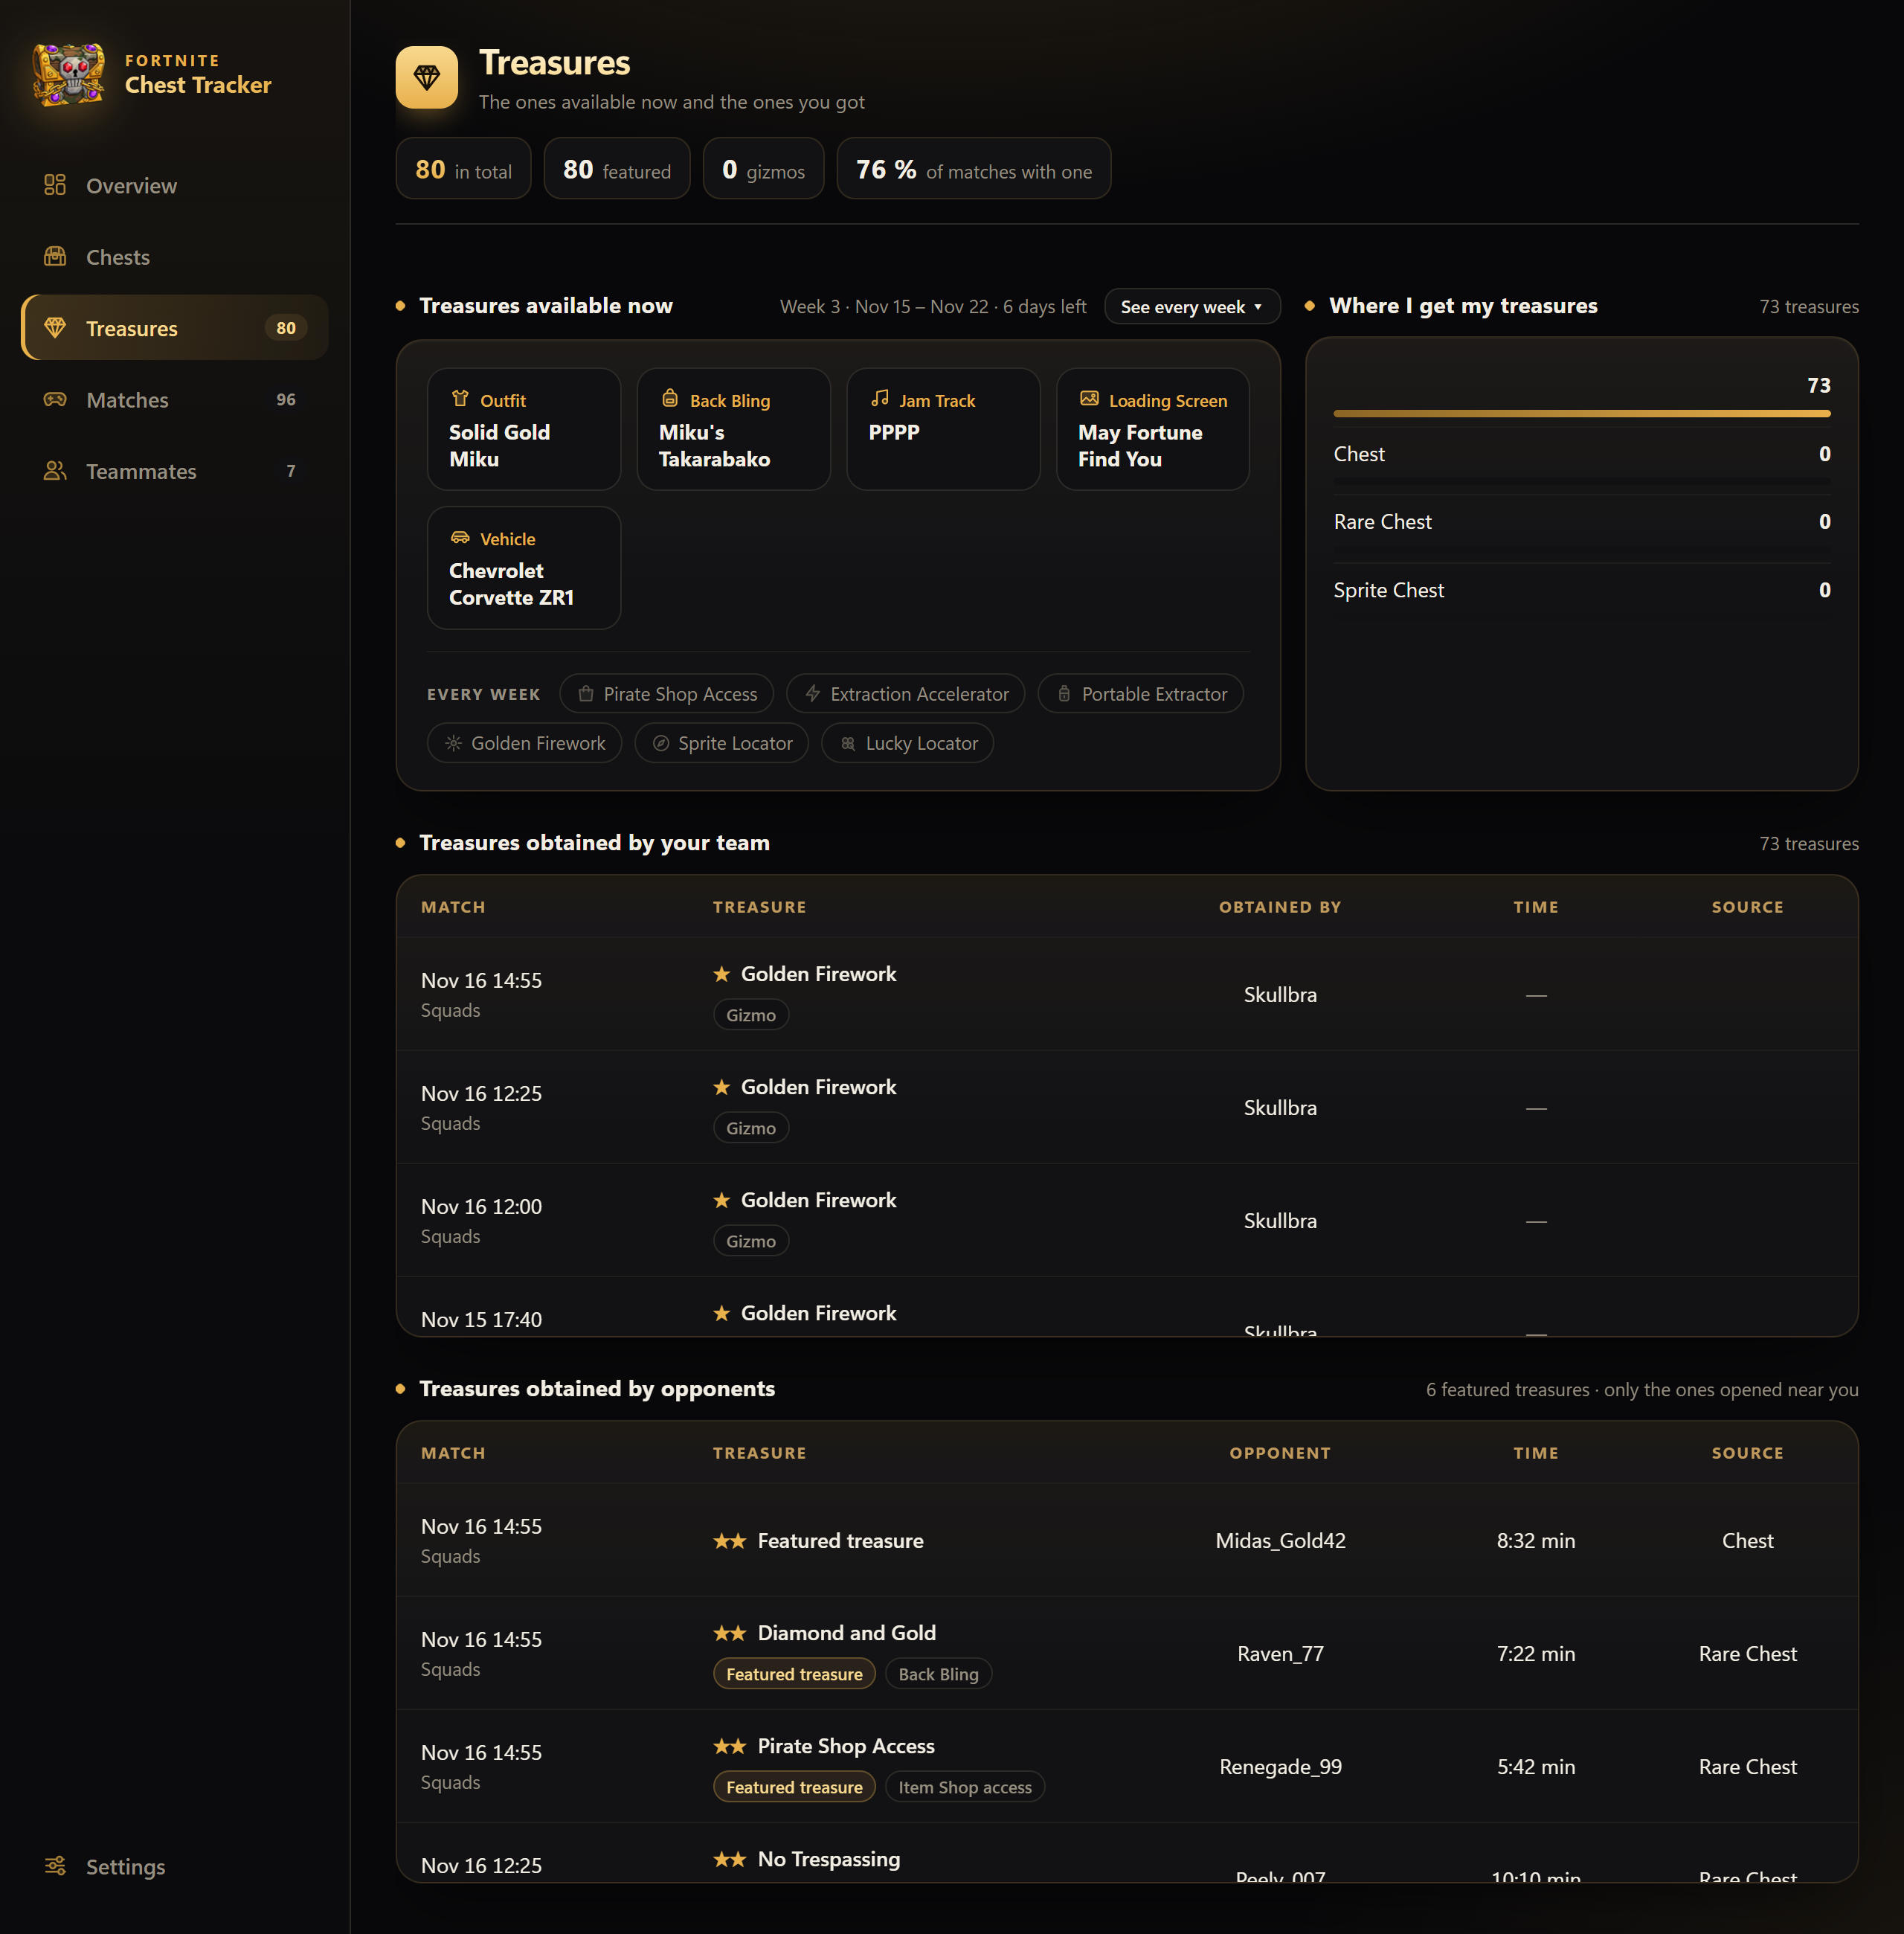 FORTNITE
Chest Tracker
Overview
Chests
Treasures 80
Matches 96
Teammates 7
Settings
Treasures
The ones available now and the ones you got
80 in total
80 featured
0 gizmos
76 % of matches with one
Treasures available now
Week 3 · Nov 15 – Nov 22 · 6 days left
See every week
Outfit
Solid Gold
Miku
Back Bling
Miku's
Takarabako
Jam Track
PPPP
Loading Screen
May Fortune
Find You
Vehicle
Chevrolet
Corvette ZR1
EVERY WEEK
Pirate Shop Access
Extraction Accelerator
Portable Extractor
Golden Firework
Sprite Locator
Lucky Locator
Where I get my treasures
73 treasures
73
Chest 0
Rare Chest 0
Sprite Chest 0
Treasures obtained by your team
73 treasures
MATCH TREASURE OBTAINED BY TIME SOURCE
Nov 16 14:55
Squads
Golden Firework
Gizmo
Skullbra
—
Nov 16 12:25
Squads
Golden Firework
Gizmo
Skullbra
—
Nov 16 12:00
Squads
Golden Firework
Gizmo
Skullbra
—
Nov 15 17:40
Golden Firework
Skullbra
—
Treasures obtained by opponents
6 featured treasures · only the ones opened near you
MATCH TREASURE OPPONENT TIME SOURCE
Nov 16 14:55
Squads
Featured treasure
Midas_Gold42
8:32 min
Chest
Nov 16 14:55
Squads
Diamond and Gold
Featured treasure
Back Bling
Raven_77
7:22 min
Rare Chest
Nov 16 14:55
Squads
Pirate Shop Access
Featured treasure
Item Shop access
Renegade_99
5:42 min
Rare Chest
Nov 16 12:25
No Trespassing
Peely_007
10:10 min
Rare Chest